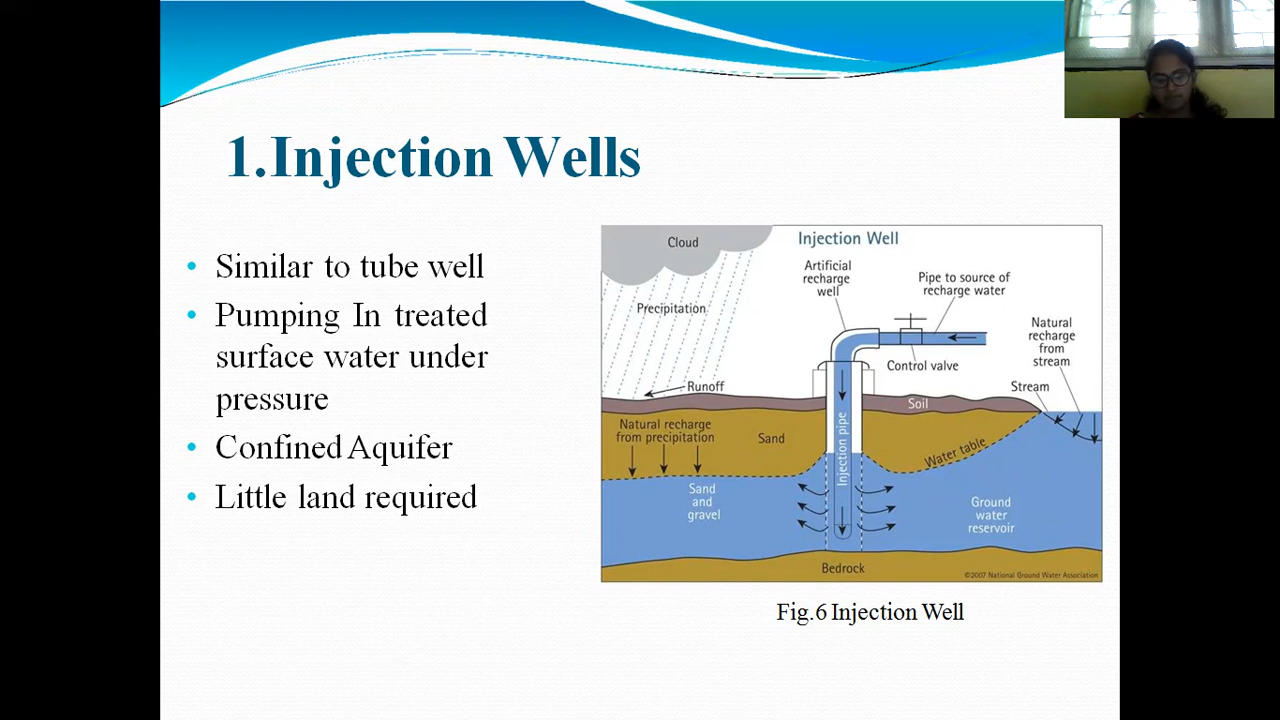 1.Injection Wells
• Similar to tube well
• Pumping In treated
surface water under
pressure
• Confined Aquifer
• Little land required
Cloud
Injection Well
Artificial
recharge
well
Pipe to source of
recharge water
Precipitation
Natural
recharge
from
stream
Control valve
Runoff
Stream
Soil
Natural recharge
from precipitation
Sand
Injection pipe
Water table
Sand
and
gravel
Ground
water
reservoir
Bedrock
©2007 National Ground Water Association
Fig.6 Injection Well